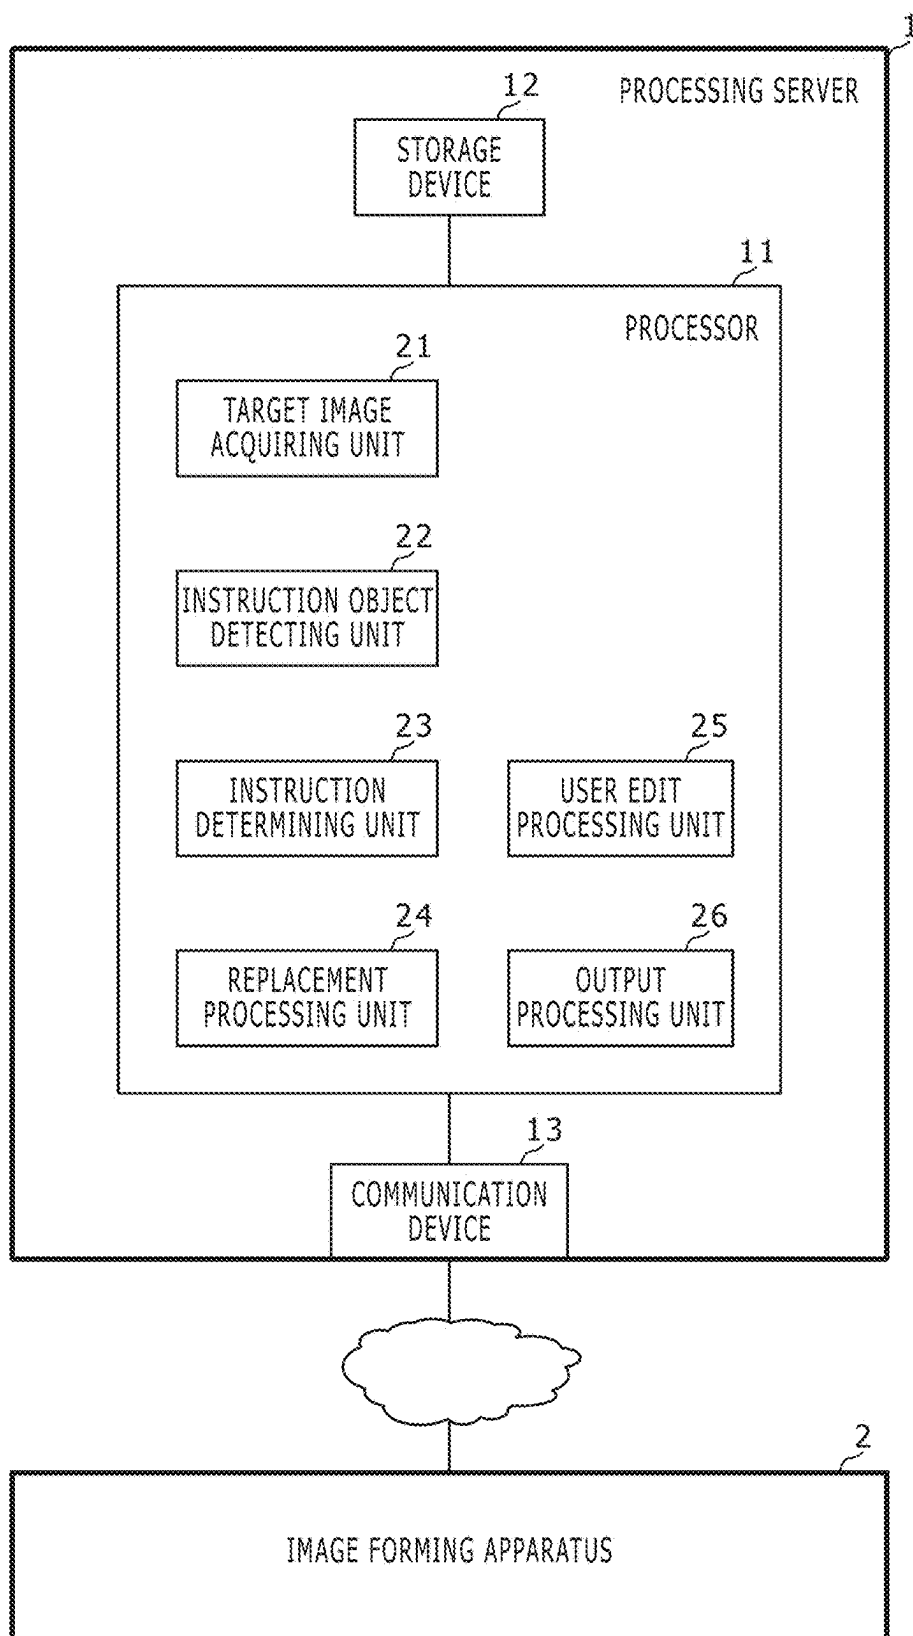 1
PROCESSING SERVER
12
STORAGE
DEVICE
11
PROCESSOR
21
TARGET IMAGE
ACQUIRING UNIT
22
INSTRUCTION OBJECT
DETECTING UNIT
23
INSTRUCTION
DETERMINING UNIT
25
USER EDIT
PROCESSING UNIT
24
REPLACEMENT
PROCESSING UNIT
26
OUTPUT
PROCESSING UNIT
13
COMMUNICATION
DEVICE
2
IMAGE FORMING APPARATUS